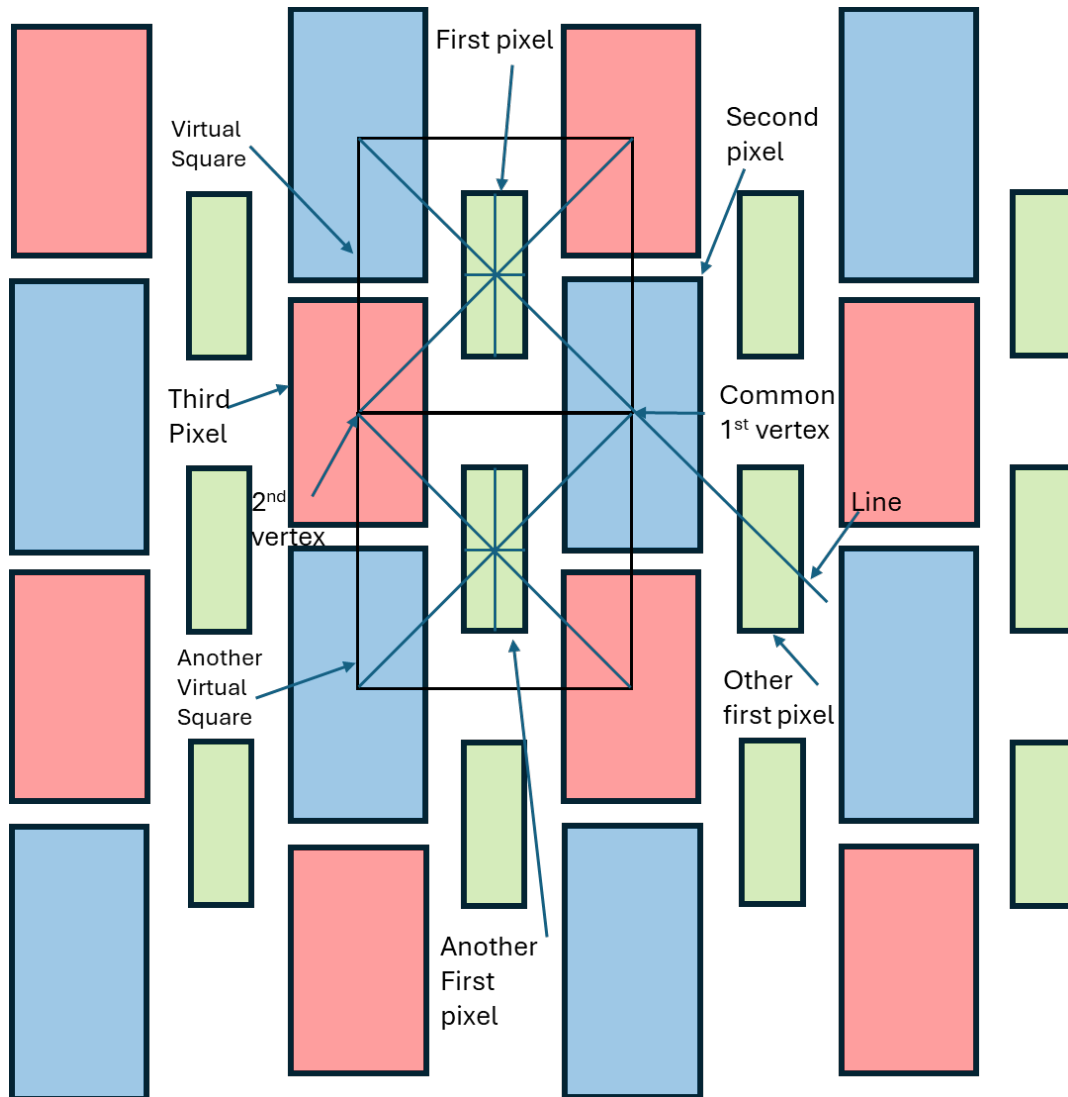 First pixel
Second
pixel
Virtual
Square
Third
Pixel
Common
1st vertex
2nd
vertex
Line
Another
Virtual
Square
Other
first pixel
Another
First
pixel